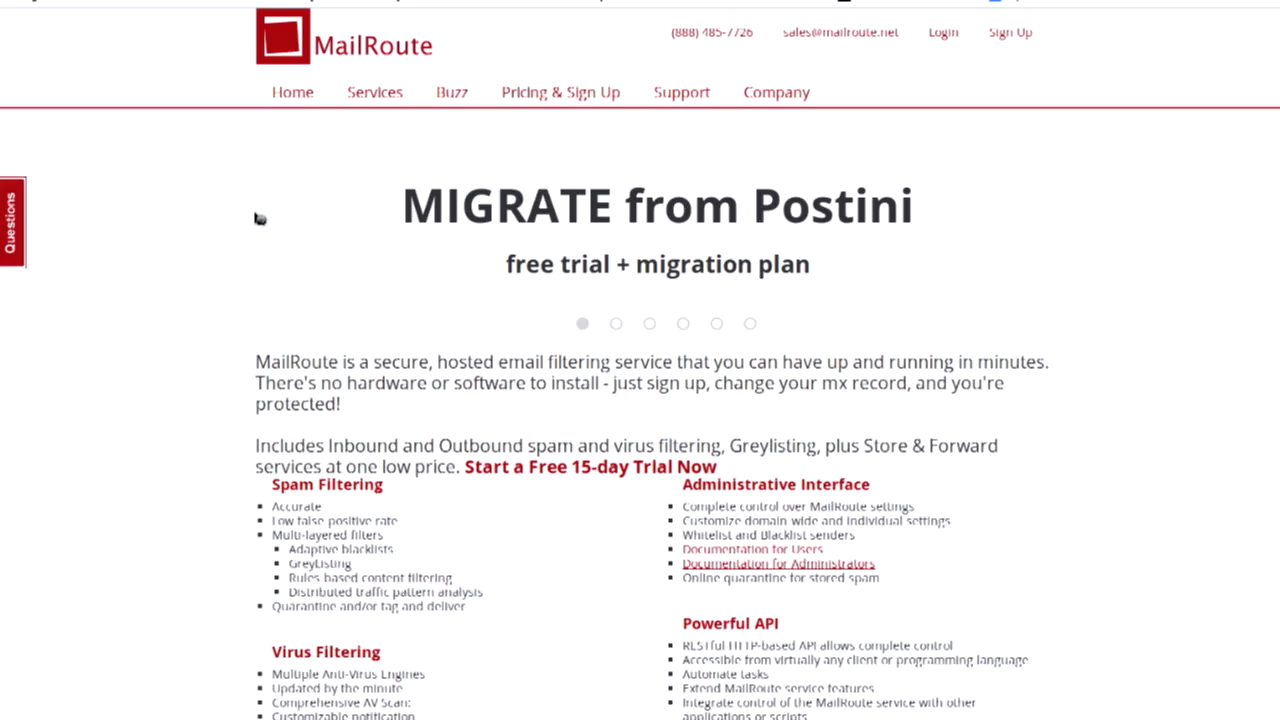 MailRoute
(888) 485-7726 sales@mailroute.net Login Sign Up
Home Services Buzz Pricing & Sign Up Support Company
Questions
MIGRATE from Postini
free trial + migration plan
MailRoute is a secure, hosted email filtering service that you can have up and running in minutes.
There's no hardware or software to install - just sign up, change your mx record, and you're
protected!
Includes Inbound and Outbound spam and virus filtering, Greylisting, plus Store & Forward
services at one low price. Start a Free 15-day Trial Now
Spam Filtering
Accurate
Low false positive rate
Multi-layered filters
Adaptive blacklists
GreyListing
Rules based content filtering
Distributed traffic pattern analysis
Quarantine and/or tag and deliver
Virus Filtering
Multiple Anti-Virus Engines
Updated by the minute
Comprehensive AV Scan:
Customizable notification
Administrative Interface
Complete control over MailRoute settings
Customize domain wide and individual settings
Whitelist and Blacklist senders
Documentation for Users
Documentation for Administrators
Online quarantine for stored spam
Powerful API
RESTful HTTP-based API allows complete control
Accessible from virtually any client or programming language
Automate tasks
Extend MailRoute service features
Integrate control of the MailRoute service with other
applications or scripts